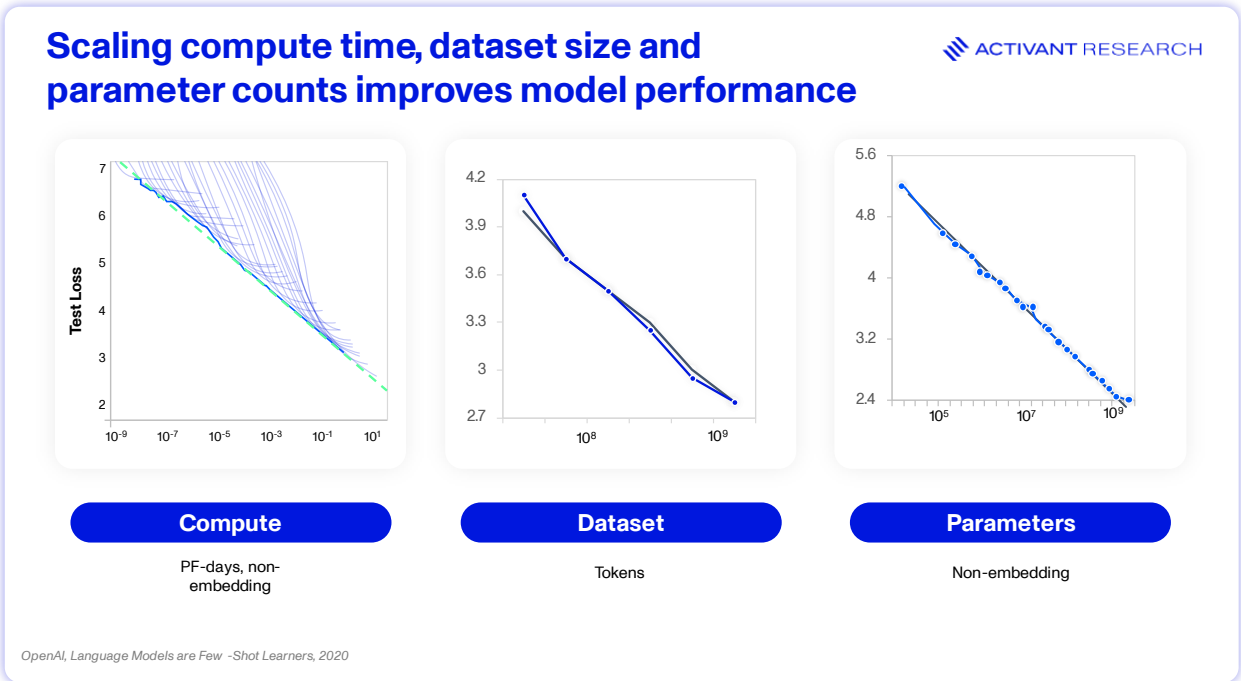 Scaling compute time, dataset size and
parameter counts improves model performance
ACTIVANT RESEARCH
Test Loss
7
6
5
4
3
2
10⁻⁹ 10⁻⁷ 10⁻⁵ 10⁻³ 10⁻¹ 10¹
4.2
3.9
3.6
3.3
3
2.7
10⁸ 10⁹
5.6
4.8
4
3.2
2.4
10⁵ 10⁷ 10⁹
Compute
PF-days, non-
embedding
Dataset
Tokens
Parameters
Non-embedding
OpenAI, Language Models are Few -Shot Learners, 2020